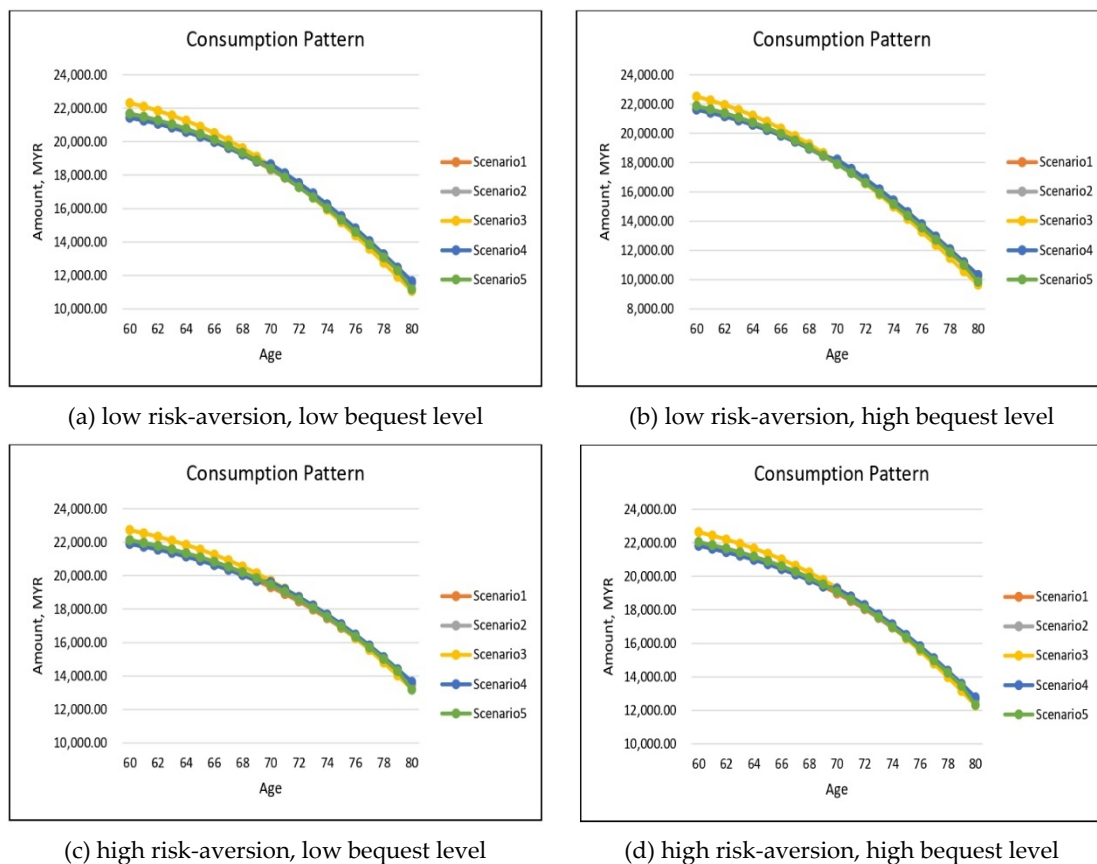 Consumption Pattern
24,000.00
22,000.00
20,000.00
18,000.00
16,000.00
14,000.00
12,000.00
10,000.00
Amount, MYR
60 62 64 66 68 70 72 74 76 78 80
Age
Scenario1
Scenario2
Scenario3
Scenario4
Scenario5
(a) low risk-aversion, low bequest level
Consumption Pattern
24,000.00
22,000.00
20,000.00
18,000.00
16,000.00
14,000.00
12,000.00
10,000.00
8,000.00
Amount, MYR
60 62 64 66 68 70 72 74 76 78 80
Age
Scenario1
Scenario2
Scenario3
Scenario4
Scenario5
(b) low risk-aversion, high bequest level
Consumption Pattern
24,000.00
22,000.00
20,000.00
18,000.00
16,000.00
14,000.00
12,000.00
10,000.00
Amount, MYR
60 62 64 66 68 70 72 74 76 78 80
Age
Scenario1
Scenario2
Scenario3
Scenario4
Scenario5
(c) high risk-aversion, low bequest level
Consumption Pattern
24,000.00
22,000.00
20,000.00
18,000.00
16,000.00
14,000.00
12,000.00
10,000.00
Amount, MYR
60 62 64 66 68 70 72 74 76 78 80
Age
Scenario1
Scenario2
Scenario3
Scenario4
Scenario5
(d) high risk-aversion, high bequest level